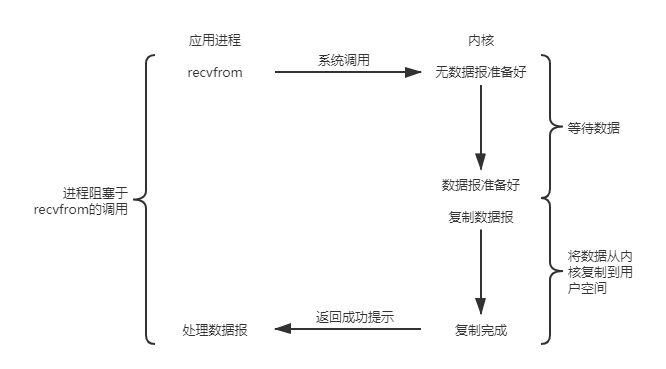 应用进程
内核
recvfrom
系统调用
无数据报准备好
等待数据
数据报准备好
进程阻塞于
recvfrom的调用
复制数据报
将数据从内
核复制到用
户空间
处理数据报
返回成功提示
复制完成